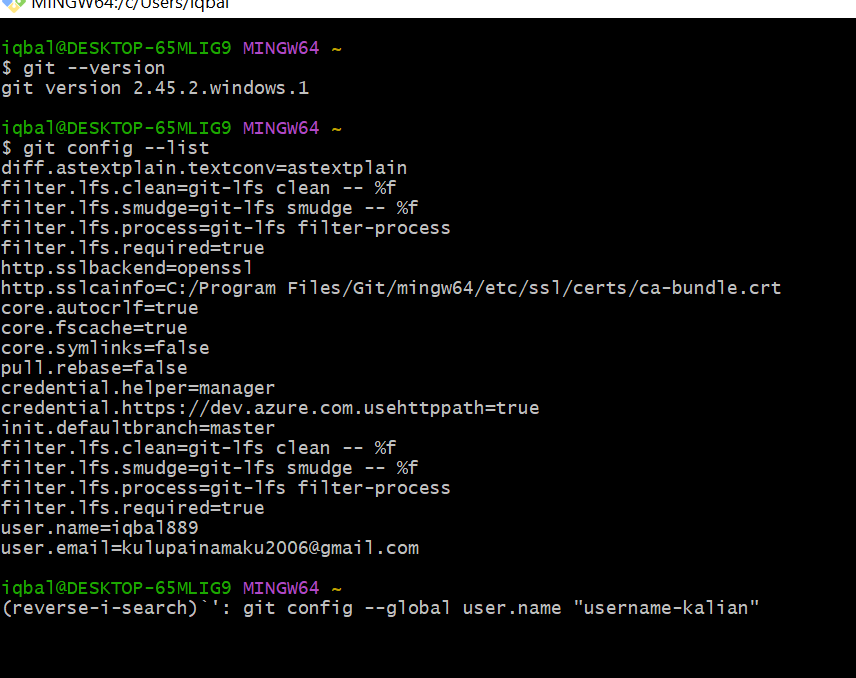 MINGW64:/c/Users/iqbal
iqbal@DESKTOP-65MLIG9 MINGW64 ~
$ git --version
git version 2.45.2.windows.1
iqbal@DESKTOP-65MLIG9 MINGW64 ~
$ git config --list
diff.astextplain.textconv=astextplain
filter.lfs.clean=git-lfs clean -- %f
filter.lfs.smudge=git-lfs smudge -- %f
filter.lfs.process=git-lfs filter-process
filter.lfs.required=true
http.sslbackend=openssl
http.sslcainfo=C:/Program Files/Git/mingw64/etc/ssl/certs/ca-bundle.crt
core.autocrlf=true
core.fscache=true
core.symlinks=false
pull.rebase=false
credential.helper=manager
credential.https://dev.azure.com.usehttppath=true
init.defaultbranch=master
filter.lfs.clean=git-lfs clean -- %f
filter.lfs.smudge=git-lfs smudge -- %f
filter.lfs.process=git-lfs filter-process
filter.lfs.required=true
user.name=iqbal889
user.email=kulupainamaku2006@gmail.com
iqbal@DESKTOP-65MLIG9 MINGW64 ~
(reverse-i-search)`': git config --global user.name "username-kalian"